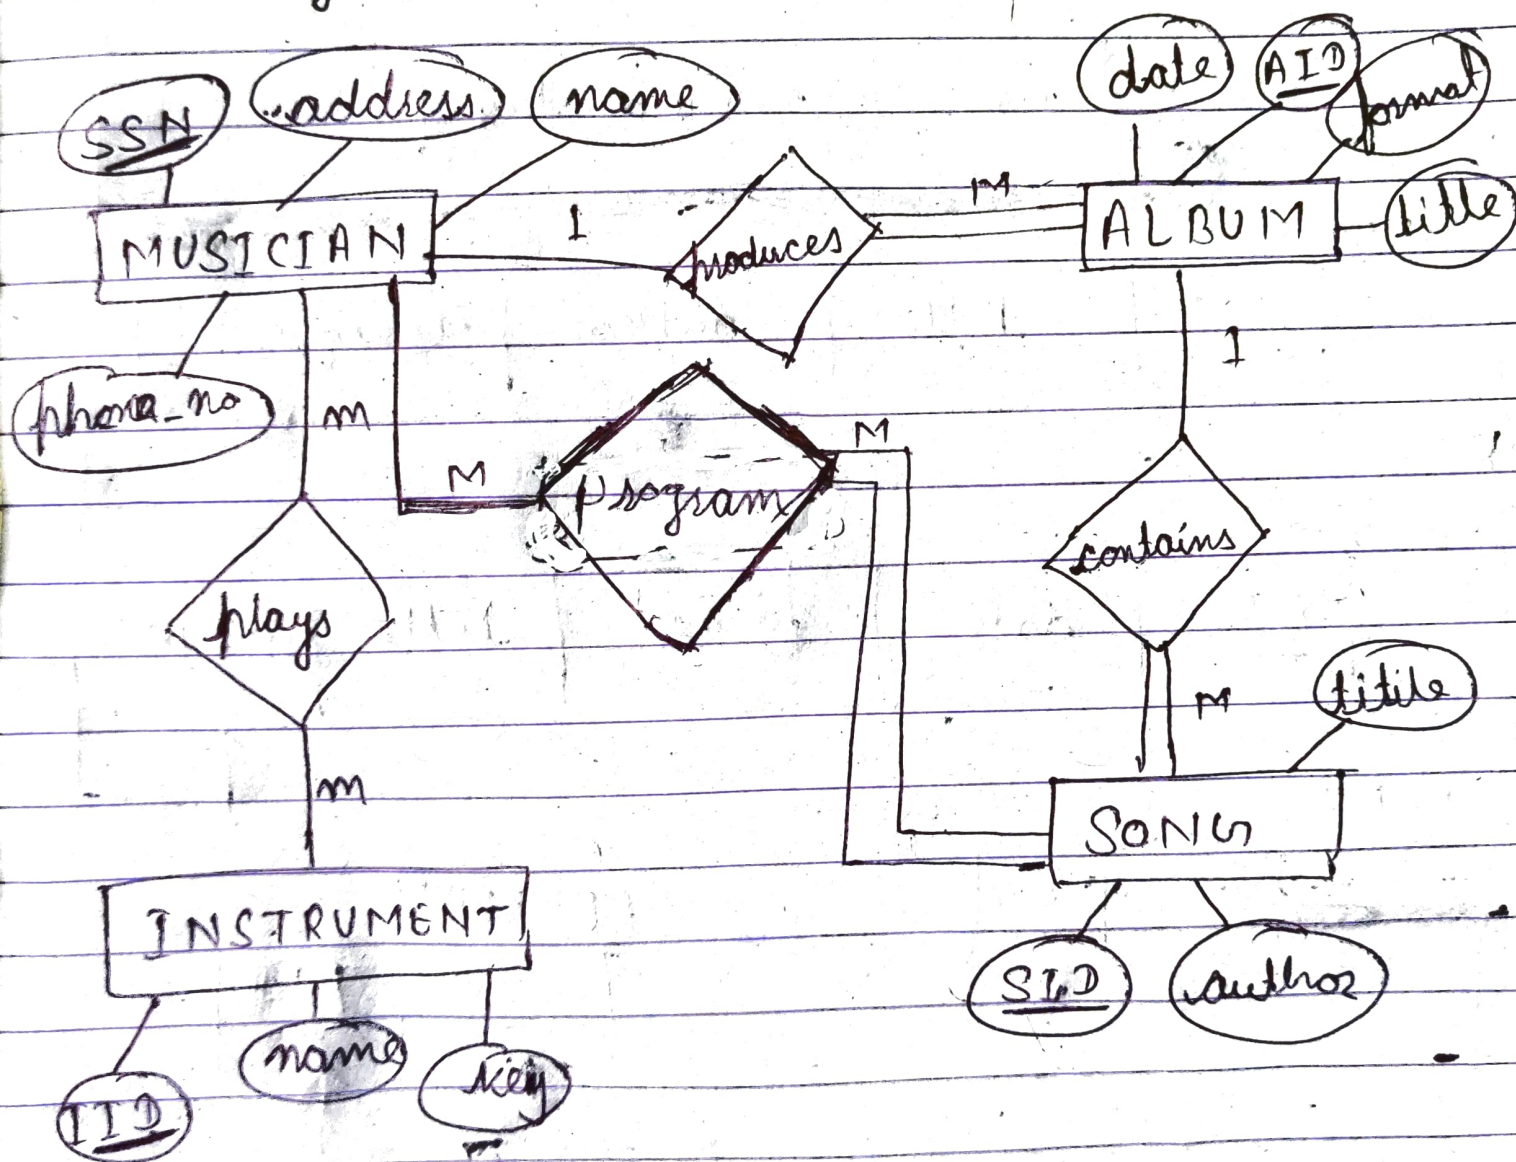 date
AID
format
SSN
address
name
title
MUSICIAN
1
produces
M
ALBUM
phone_no
m
1
M
program
M
contains
plays
titile
M
m
SONG
INSTRUMENT
SID
author
name
key
IID